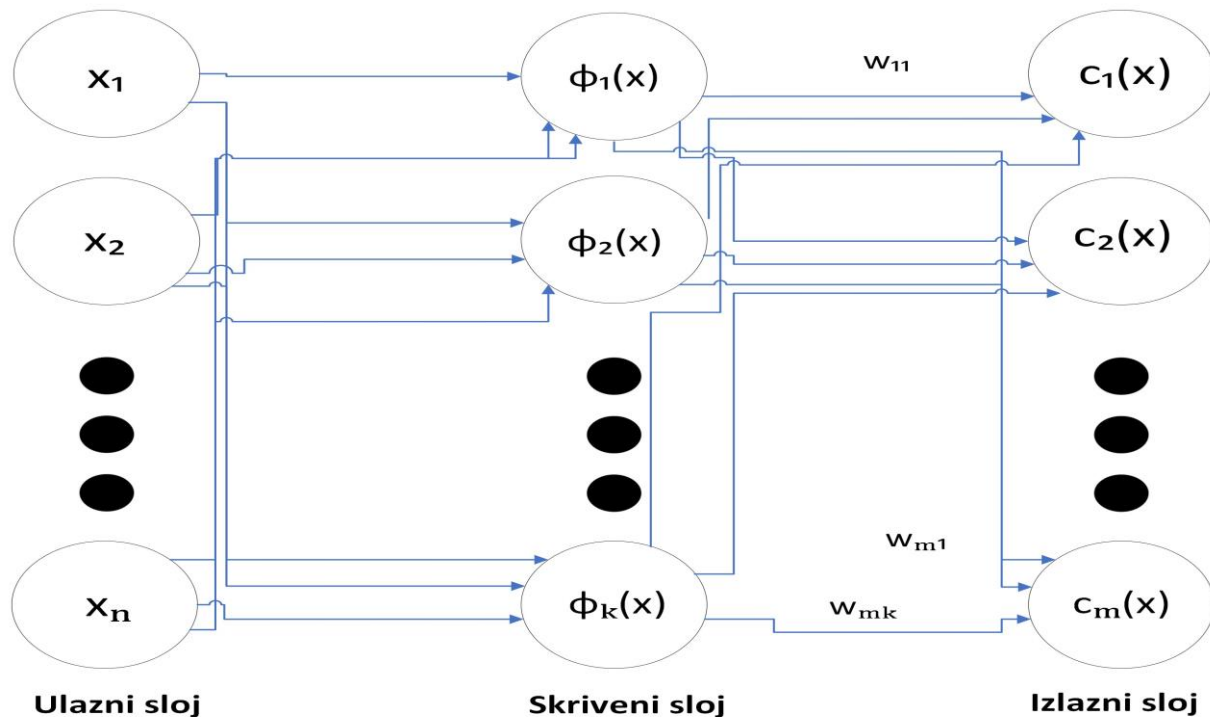 x₁
ϕ₁(x)
w₁₁
c₁(x)
x₂
ϕ₂(x)
c₂(x)
wₘ₁
xₙ
ϕₖ(x)
wₘₖ
cₘ(x)
Ulazni sloj
Skriveni sloj
Izlazni sloj